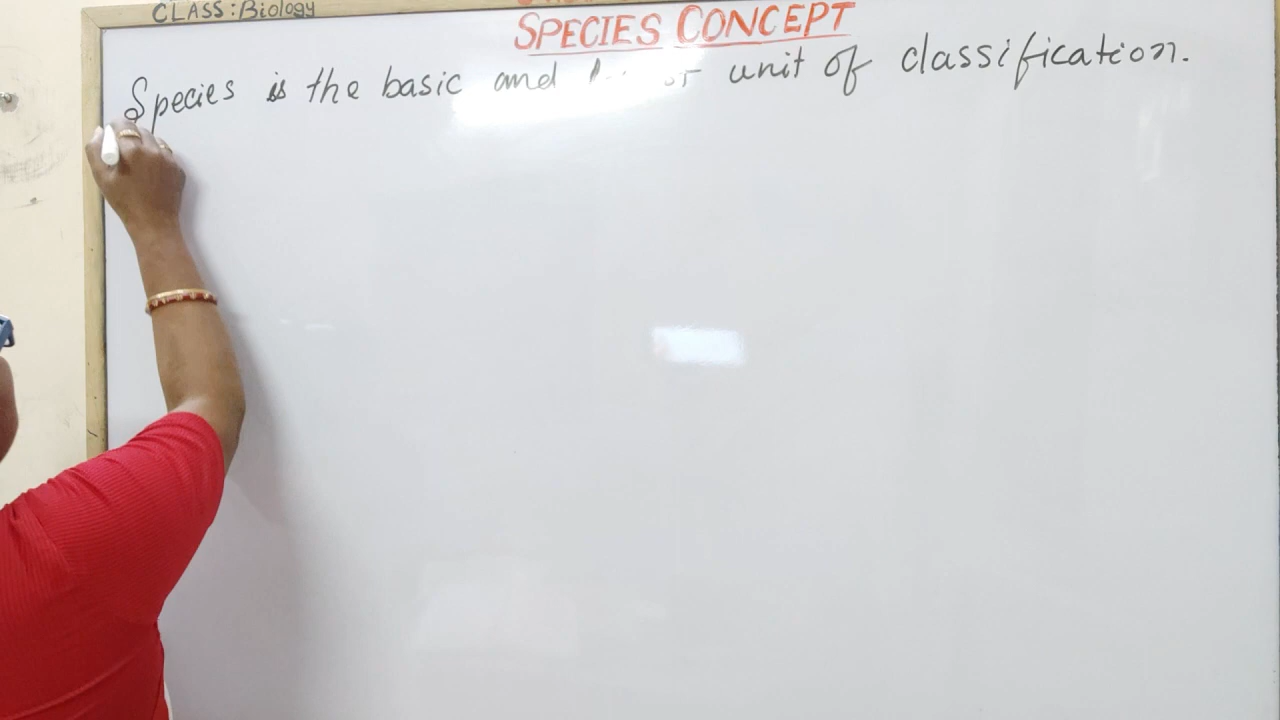 CLASS: Biology
SPECIES CONCEPT
Species is the basic and unit of classification.